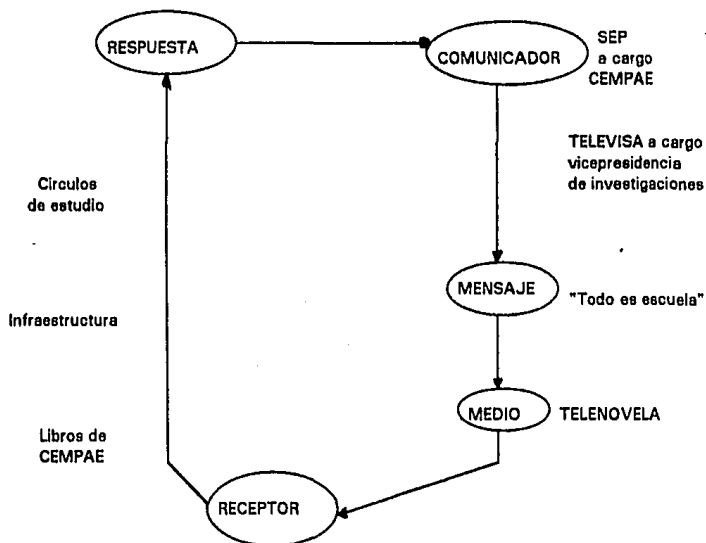 RESPUESTA
COMUNICADOR
SEP
a cargo
CEMPAE
TELEVISA a cargo
vicepresidencia
de investigaciones
Circulos
de estudio
MENSAJE
"Todo es escuela"
Infraestructura
MEDIO
TELENOVELA
Libros de
CEMPAE
RECEPTOR